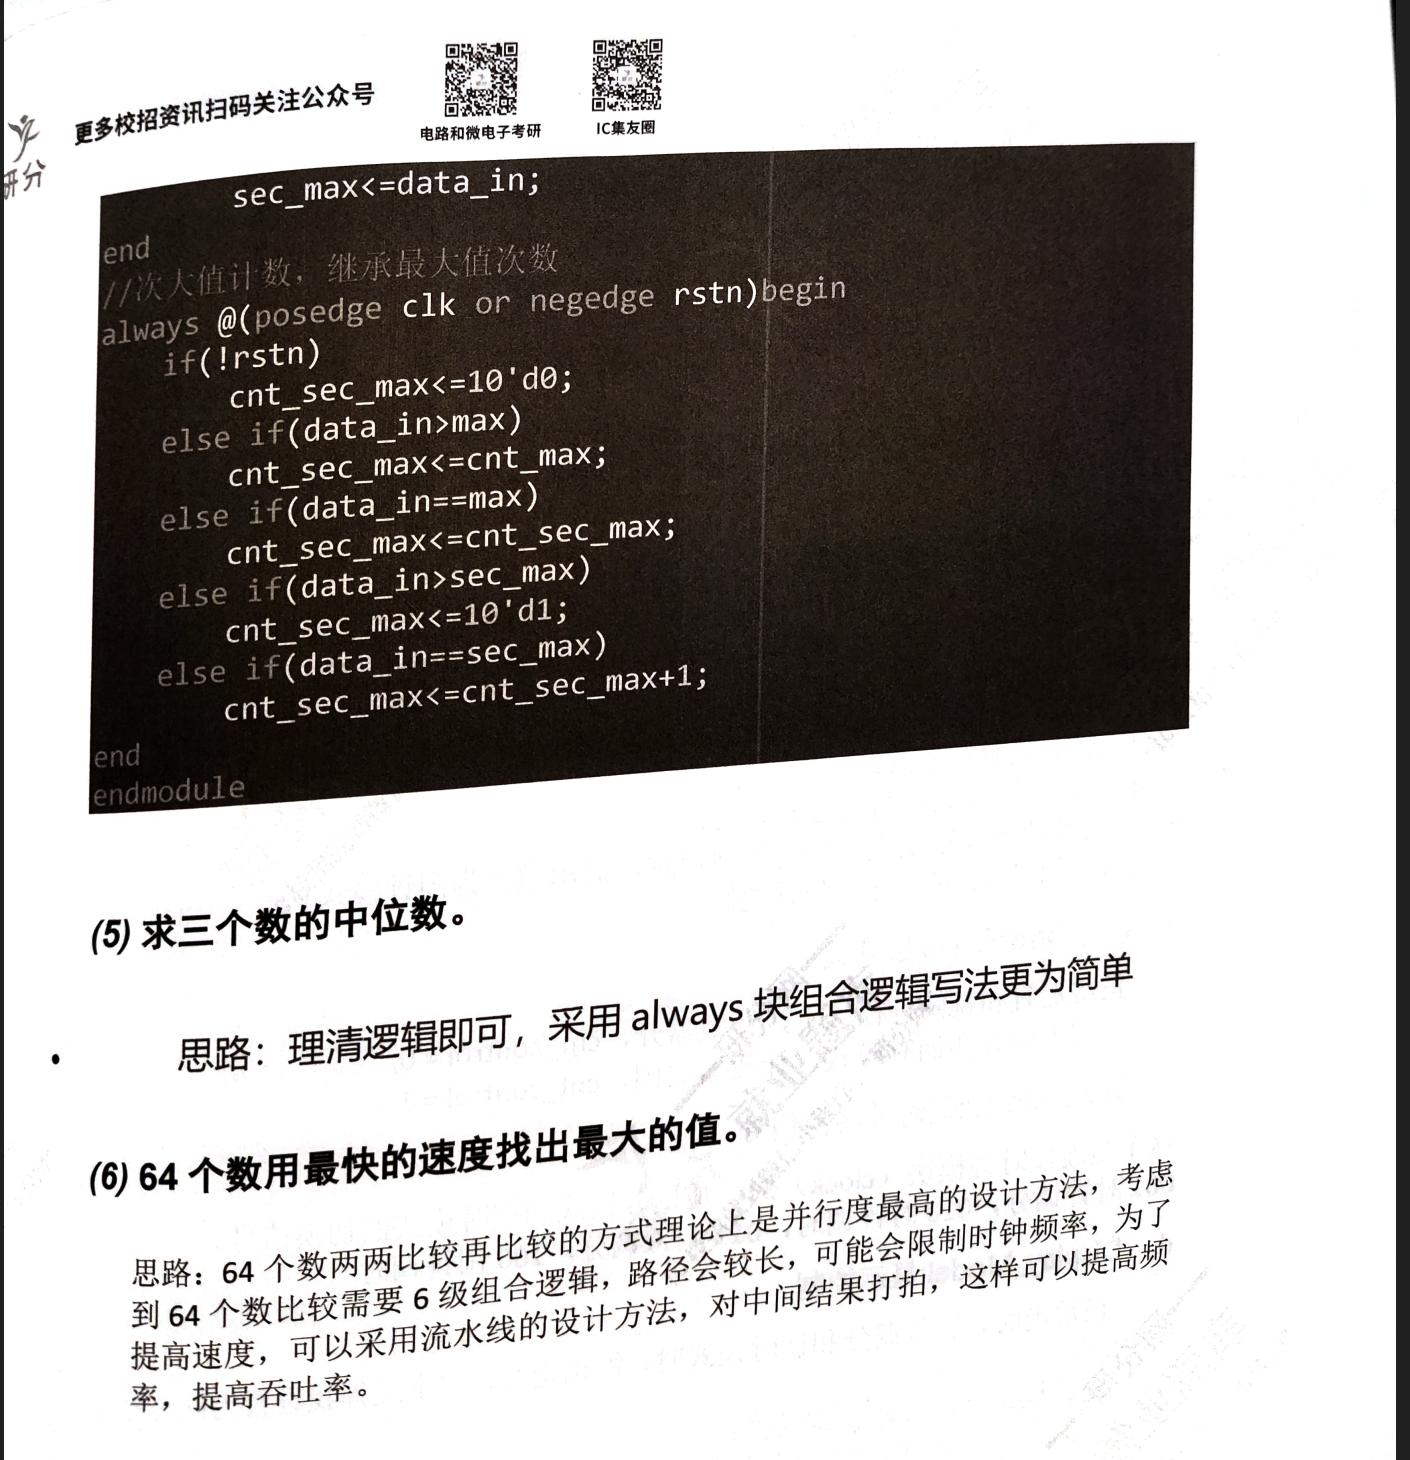 更多校招资讯扫码关注公众号
电路和微电子考研
IC集友圈
研分
sec_max<=data_in;
end
//次大值计数，继承最大值次数
always @(posedge clk or negedge rstn)begin
if(!rstn)
cnt_sec_max<=10'd0;
else if(data_in>max)
cnt_sec_max<=cnt_max;
else if(data_in==max)
cnt_sec_max<=cnt_sec_max;
else if(data_in>sec_max)
cnt_sec_max<=10'd1;
else if(data_in==sec_max)
cnt_sec_max<=cnt_sec_max+1;
end
endmodule
(5) 求三个数的中位数。
• 思路：理清逻辑即可，采用 always 块组合逻辑写法更为简单
(6) 64 个数用最快的速度找出最大的值。
思路：64 个数两两比较再比较的方式理论上是并行度最高的设计方法，考虑
到 64 个数比较需要 6 级组合逻辑，路径会较长，可能会限制时钟频率，为了
提高速度，可以采用流水线的设计方法，对中间结果打拍，这样可以提高频
率，提高吞吐率。